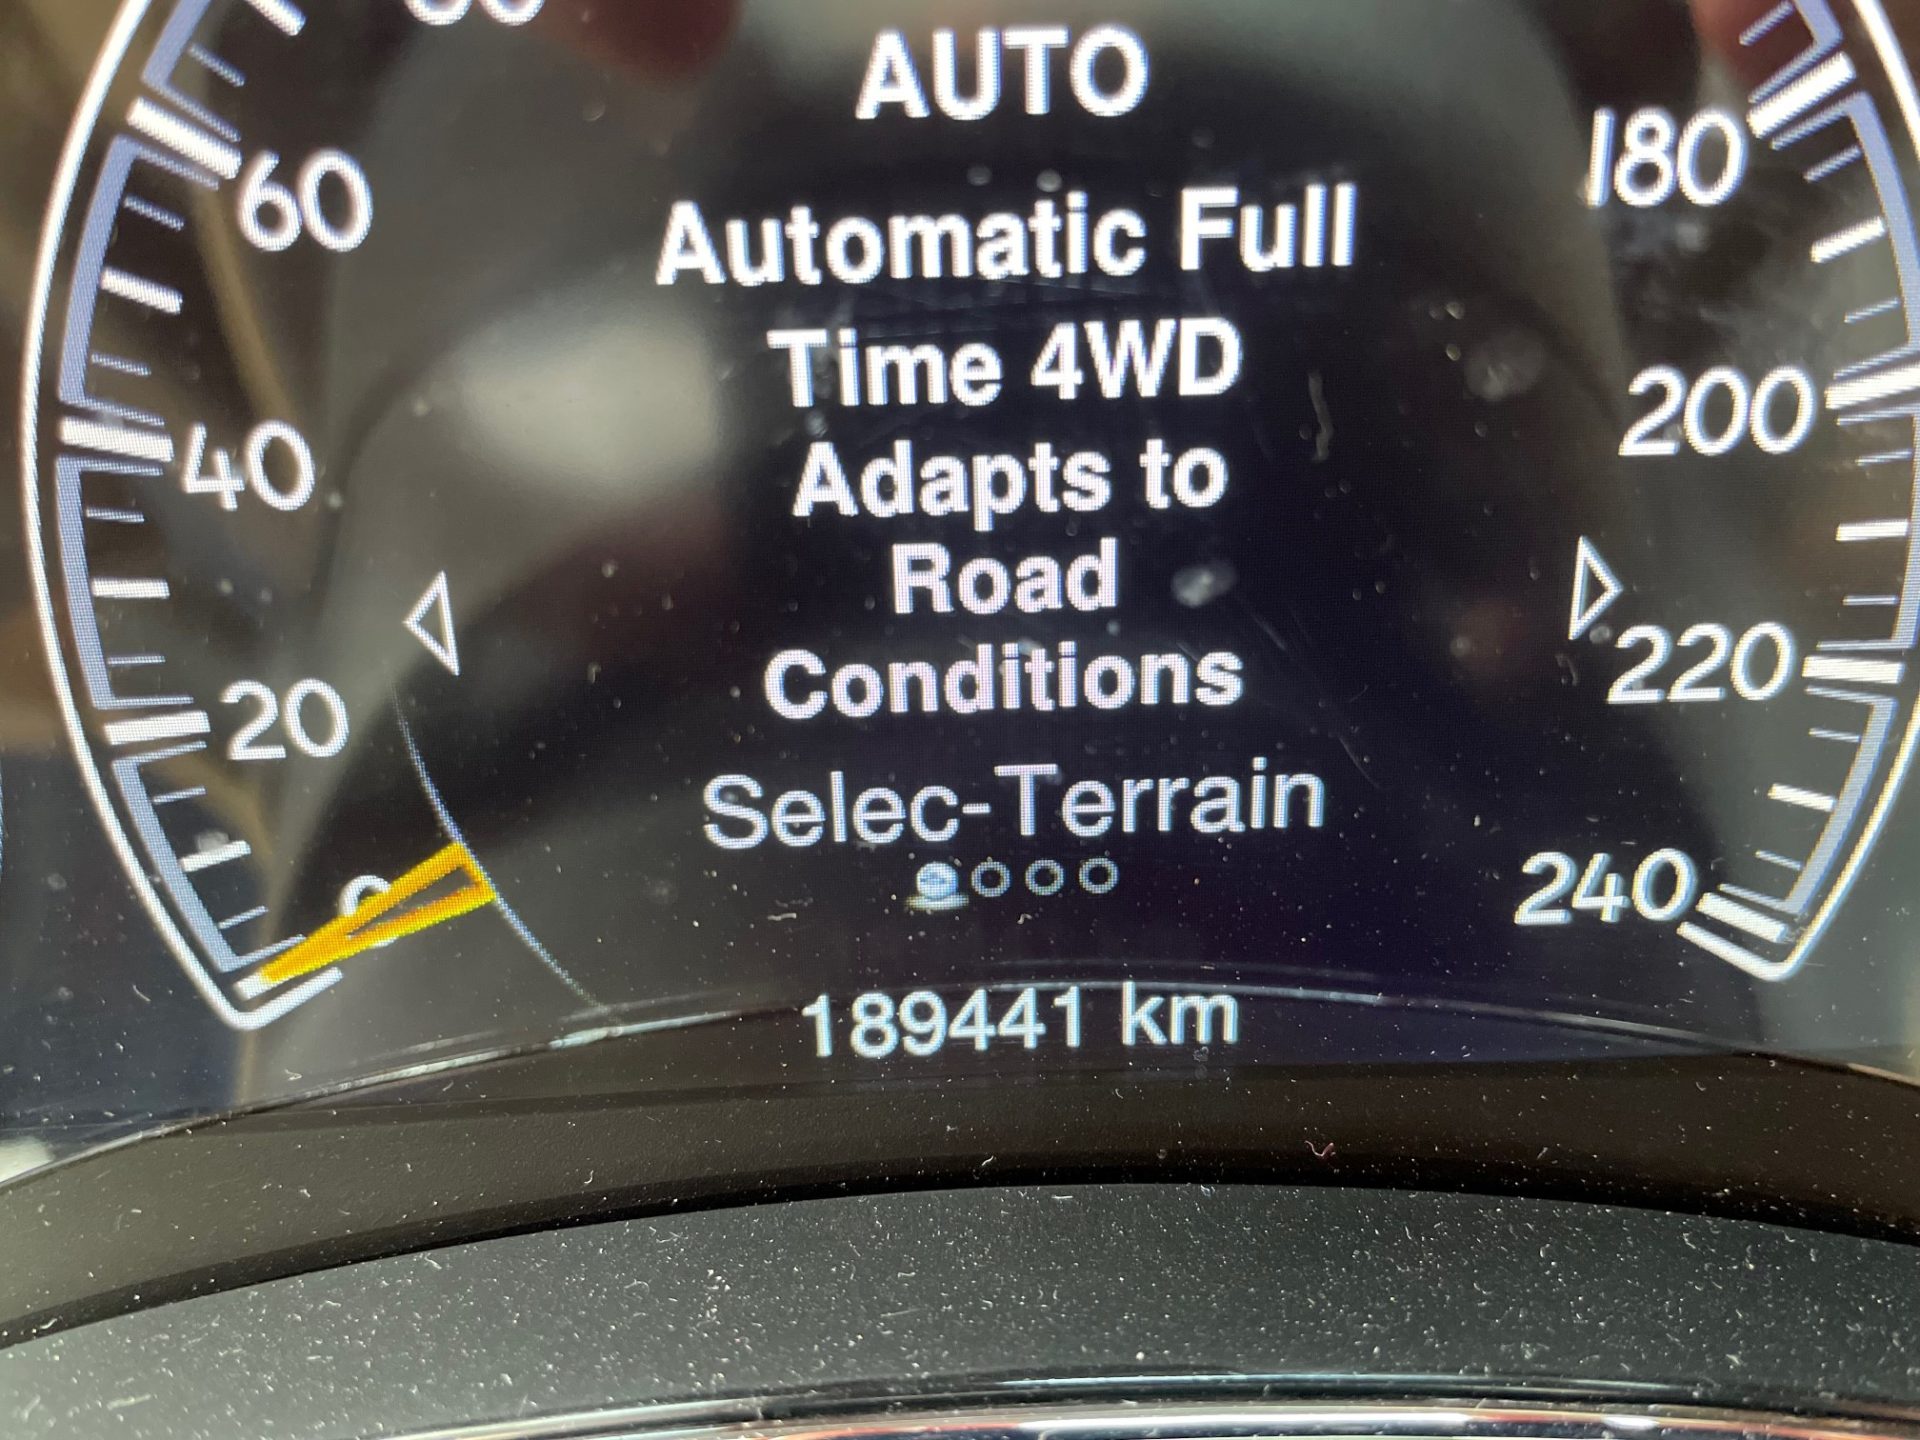 AUTO
Automatic Full
Time 4WD
Adapts to
Road
Conditions
Selec-Terrain
189441 km
0
20
40
60
180
200
220
240